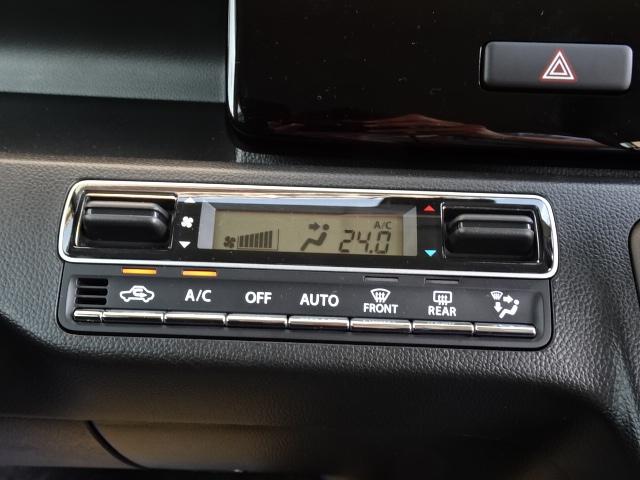 A/C
24.0
A/C
OFF
AUTO
FRONT
REAR